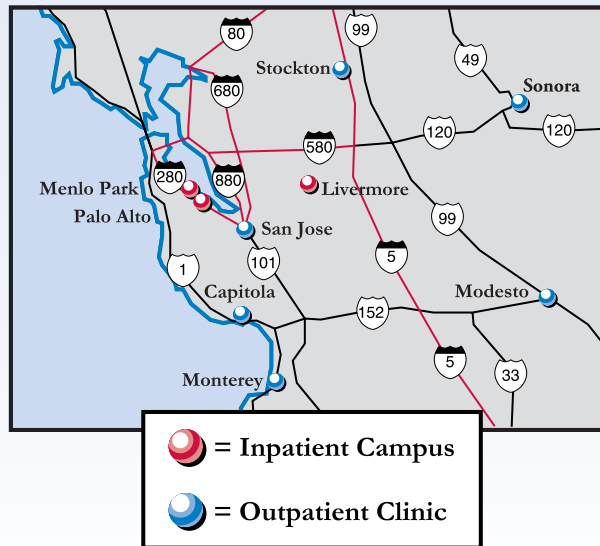 80
99
49
Stockton
680
Sonora
120
120
580
280
880
Menlo Park
Livermore
Palo Alto
99
San Jose
5
101
1
Capitola
Modesto
152
5
33
Monterey
= Inpatient Campus
= Outpatient Clinic